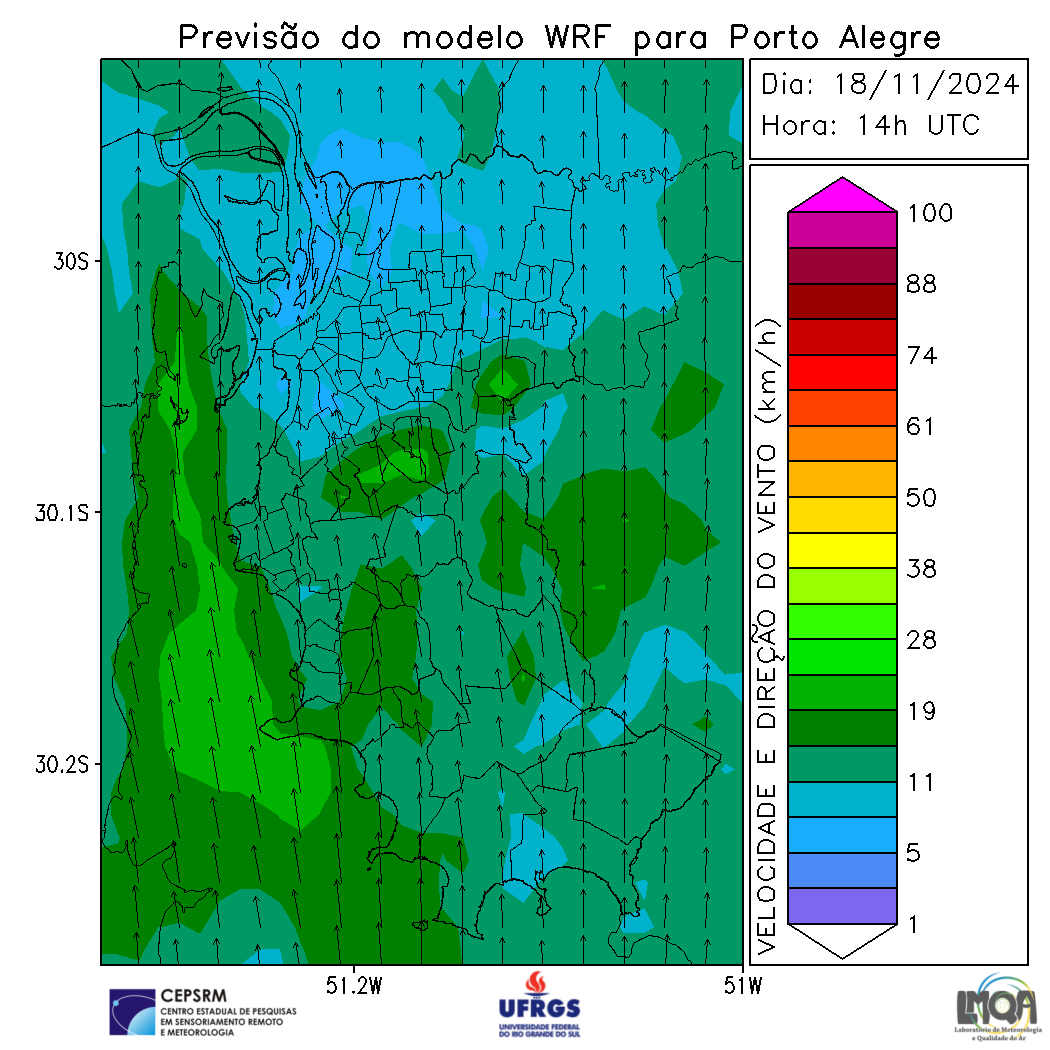 Previsão do modelo WRF para Porto Alegre
Dia: 18/11/2024
Hora: 14h UTC
30S
30.1S
30.2S
51.2W
51W
VELOCIDADE E DIREÇÃO DO VENTO (km/h)
100
88
74
61
50
38
28
19
11
5
1
CEPSRM
CENTRO ESTADUAL DE PESQUISAS
EM SENSORIAMENTO REMOTO
E METEOROLOGIA
UFRGS
UNIVERSIDADE FEDERAL
DO RIO GRANDE DO SUL
LMQA
Laboratório de Meteorologia
e Qualidade do Ar